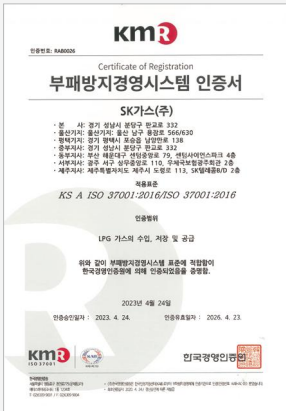 KMR
인증번호: RAB0026
Certificate of Registration
부패방지경영시스템 인증서
SK가스(주)
· 본 사: 경기 성남시 분당구 판교로 332
· 울산기지: 울산기지: 울산 남구 용잠로 566/630
· 평택기지: 경기 평택시 포승읍 남양만로 138
· 중부지사: 경기 성남시 분당구 판교로 332
· 동부지사: 부산 해운대구 센텀중앙로 79, 센텀사이언스파크 4층
· 서부지사: 광주 서구 상무중앙로 110, 우체국보험광주회관 2층
· 제주지사: 제주특별자치도 제주시 도령로 113, SK텔레콤B/D 2층
적용표준
KS A ISO 37001:2016/ISO 37001:2016
인증범위
LPG 가스의 수입, 저장 및 공급
위와 같이 부패방지경영시스템 표준에 적합함이
한국경영인증원에 의해 인증되었음을 증명함.
2023년 4월 24일
인증승인일자 : 2023. 4. 24. 인증유효일자 : 2026. 4. 23.
KMR
ISO 37001
KAB
한국경영인증원